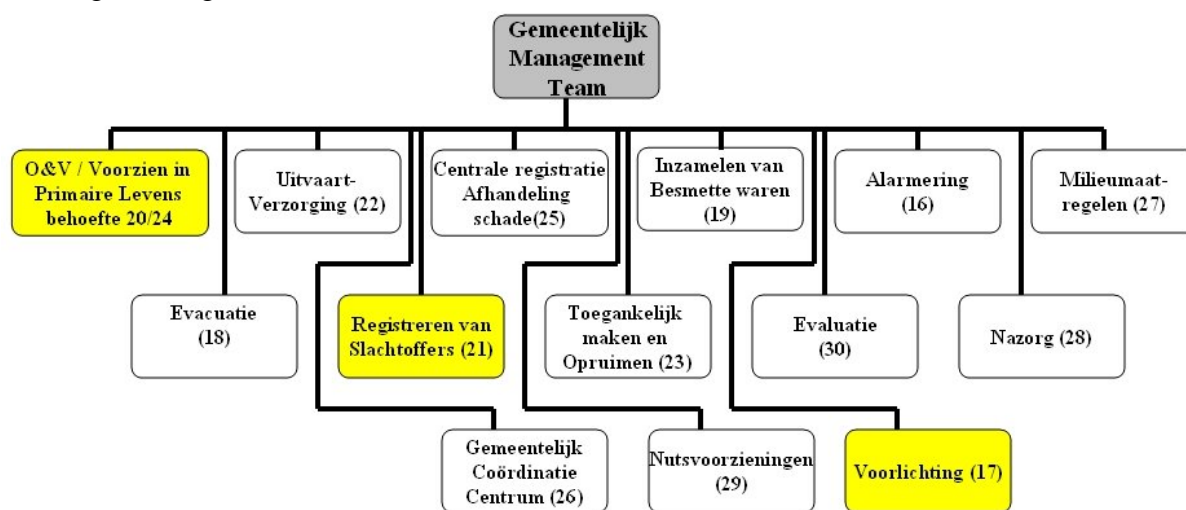 Gemeentelijk
Management
Team
O&V / Voorzien in
Primaire Levens
behoefte 20/24
Uitvaart-
Verzorging (22)
Centrale registratie
Afhandeling
schade(25)
Inzamelen van
Besmette waren
(19)
Alarmering
(16)
Milieumaat-
regelen (27)
Evacuatie
(18)
Registreren van
Slachtoffers (21)
Toegankelijk
maken en
Opruimen (23)
Evaluatie
(30)
Nazorg (28)
Gemeentelijk
Coördinatie
Centrum (26)
Nutsvoorzieningen
(29)
Voorlichting (17)